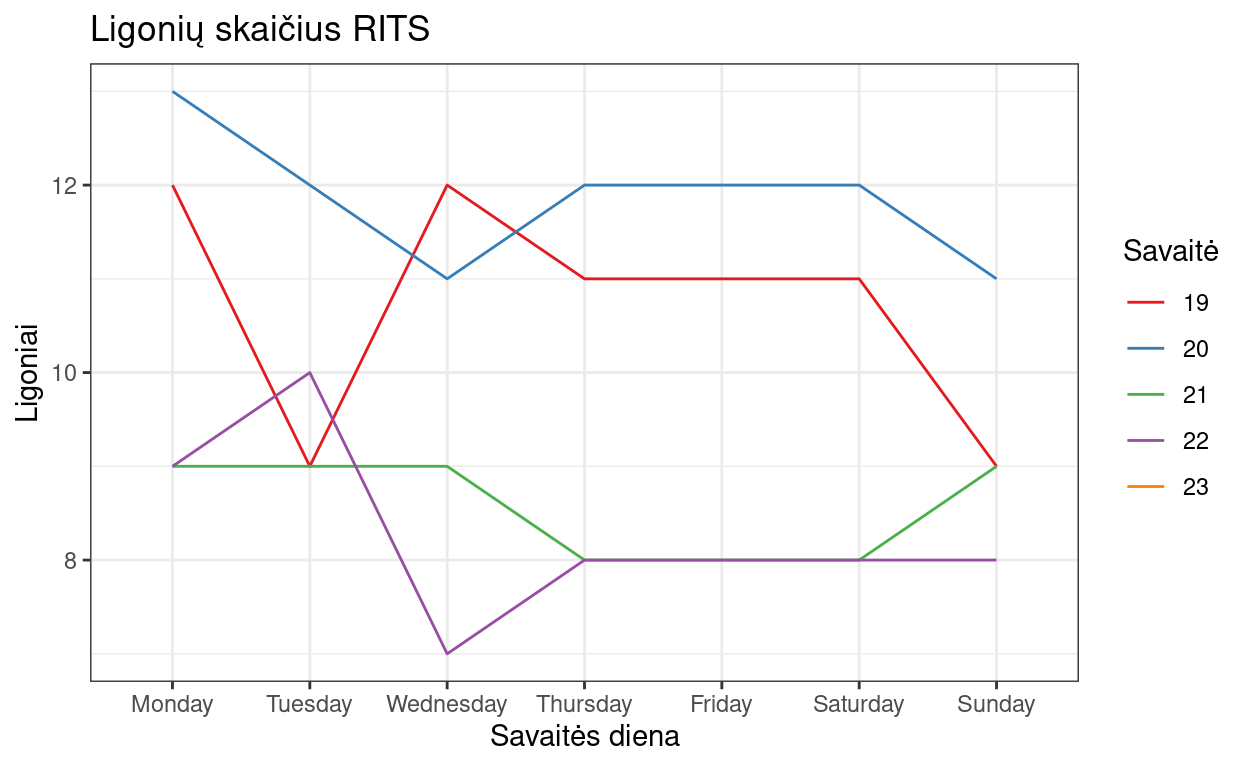 Ligonių skaičius RITS
12
10
8
Ligoniai
Monday Tuesday Wednesday Thursday Friday Saturday Sunday
Savaitės diena
Savaitė
19
20
21
22
23